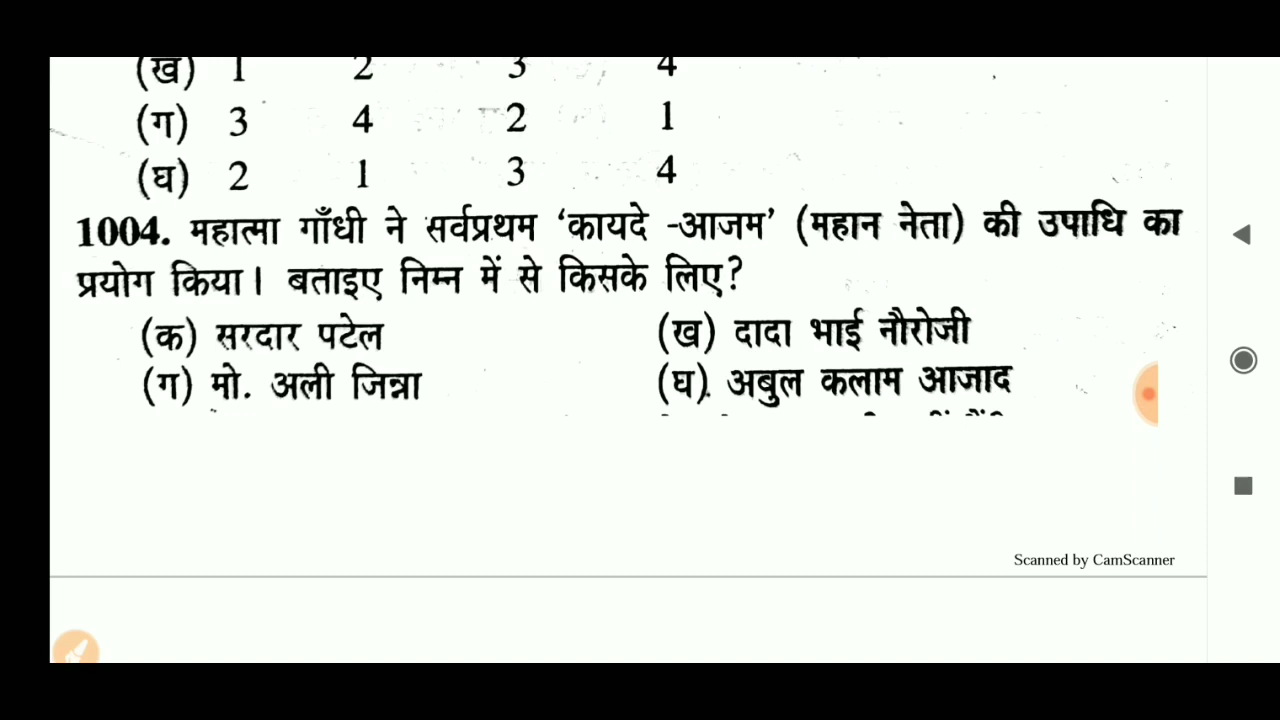 (ख) 1 2 3 4
(ग) 3 4 2 1
(घ) 2 1 3 4
1004. महात्मा गाँधी ने सर्वप्रथम ‘कायदे -आजम’ (महान नेता) की उपाधि का
प्रयोग किया। बताइए निम्न में से किसके लिए?
(क) सरदार पटेल (ख) दादा भाई नौरोजी
(ग) मो. अली जिन्ना (घ) अबुल कलाम आजाद
Scanned by CamScanner